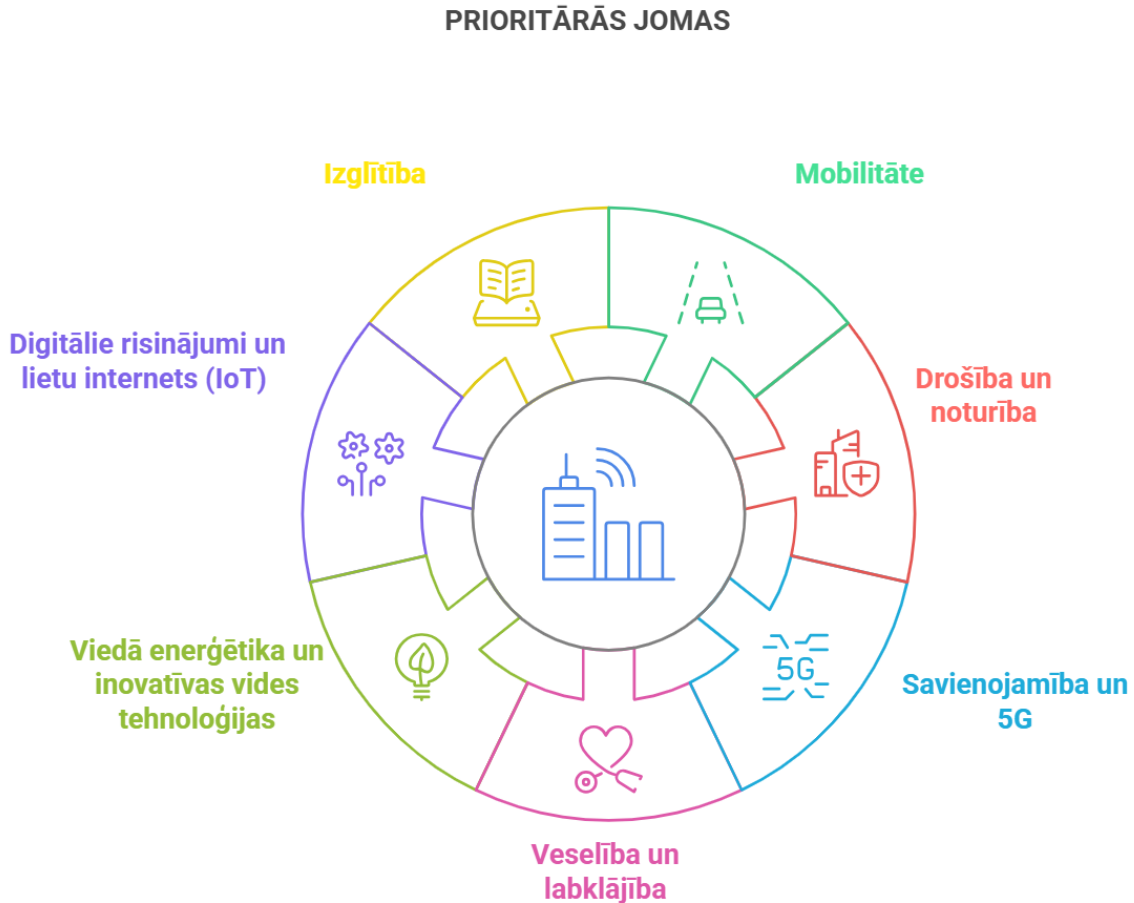 PRIORITĀRĀS JOMAS
Izglītība
Mobilitāte
Digitālie risinājumi un
lietu internets (IoT)
Drošība un
noturība
Viedā enerģētika un
inovatīvas vides
tehnoloģijas
5G
Savienojamība un
5G
Veselība un
labklājība